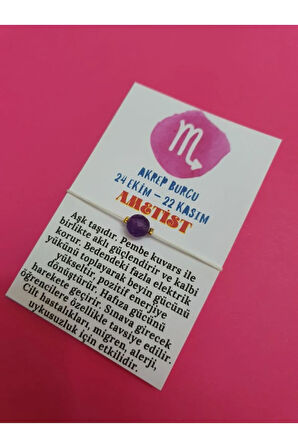 ♏
AKREP BURCU
24 EKİM - 22 KASIM
AMETİST
Aşk taşıdır. Pembe kuvars ile
birlikte aklı güçlendirir ve kalbi
korur. Bedendeki fazla elektrik
yükünü toplayarak beyin gücünü
yükseltir, pozitif enerjiye
dönüştürür. Hafıza gücünü
harekete geçirir. Sınava girecek
öğrencilere özellikle tavsiye edilir.
Cilt hastalıkları, migren, alerji,
uykusuzluk için etkilidir.